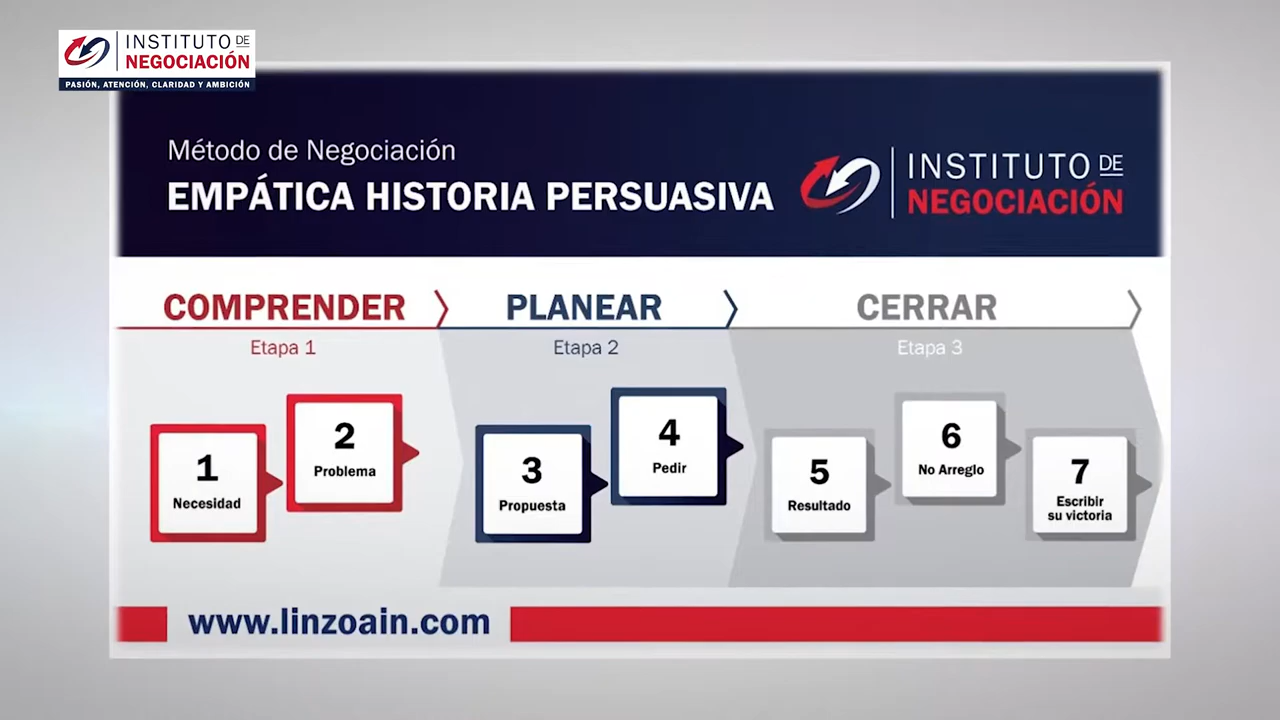 INSTITUTO DE
NEGOCIACIÓN
PASIÓN, ATENCIÓN, CLARIDAD Y AMBICIÓN
Método de Negociación
EMPÁTICA HISTORIA PERSUASIVA
INSTITUTO DE
NEGOCIACIÓN
COMPRENDER
Etapa 1
PLANEAR
Etapa 2
CERRAR
Etapa 3
1
Necesidad
2
Problema
3
Propuesta
4
Pedir
5
Resultado
6
No Arreglo
7
Escribir
su victoria
www.linzoain.com